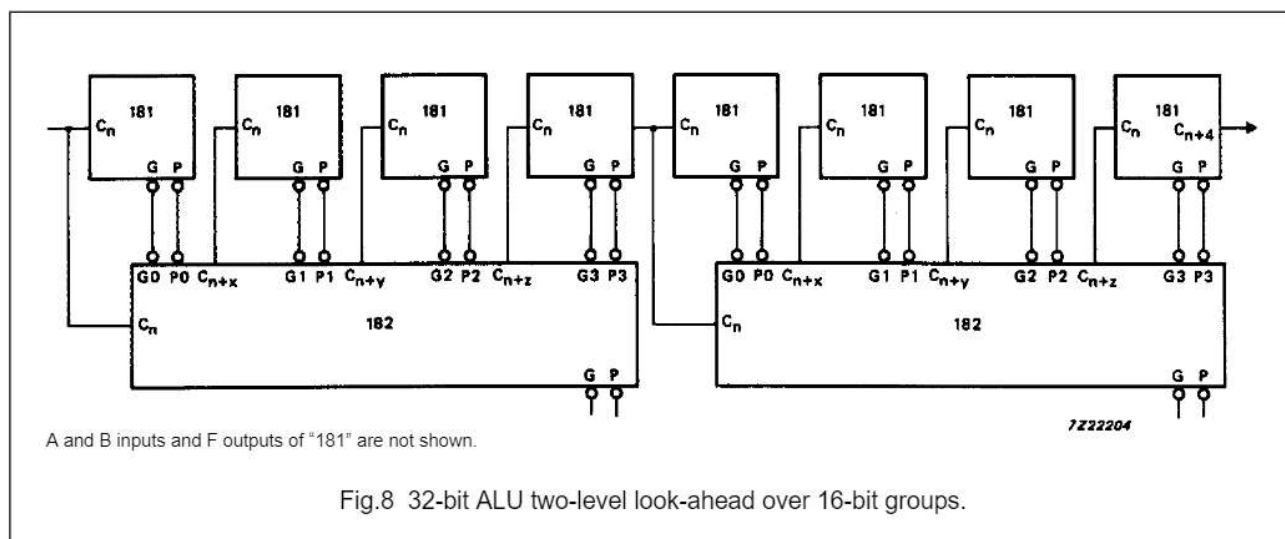 181 181 181 181 181 181 181 181
Cn Cn Cn Cn Cn Cn Cn Cn Cn+4
G P G P G P G P G P G P G P G P
G0 P0 Cn+x G1 P1 Cn+y G2 P2 Cn+z G3 P3 G0 P0 Cn+x G1 P1 Cn+y G2 P2 Cn+z G3 P3
Cn 182 Cn 182
G P G P
7Z22204
A and B inputs and F outputs of “181” are not shown.
Fig.8 32-bit ALU two-level look-ahead over 16-bit groups.